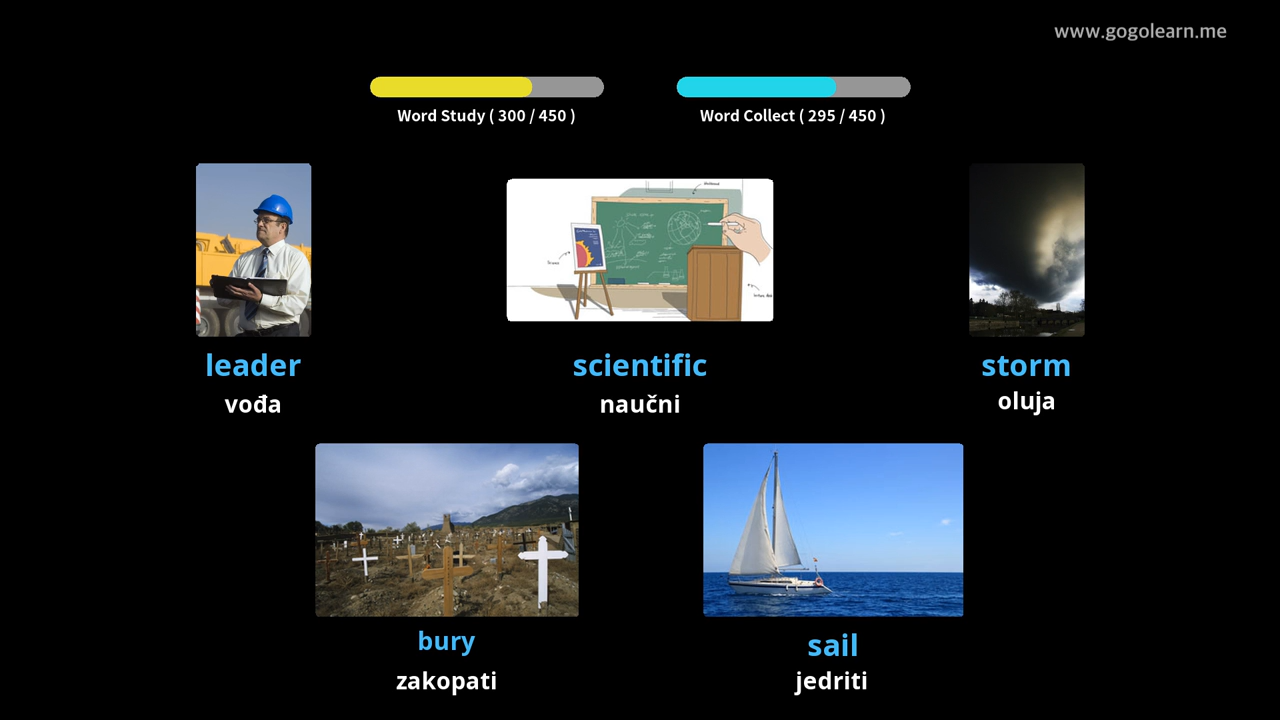 www.gogolearn.me
Word Study ( 300 / 450 )
Word Collect ( 295 / 450 )
leader
vođa
scientific
naučni
storm
oluja
bury
zakopati
sail
jedriti